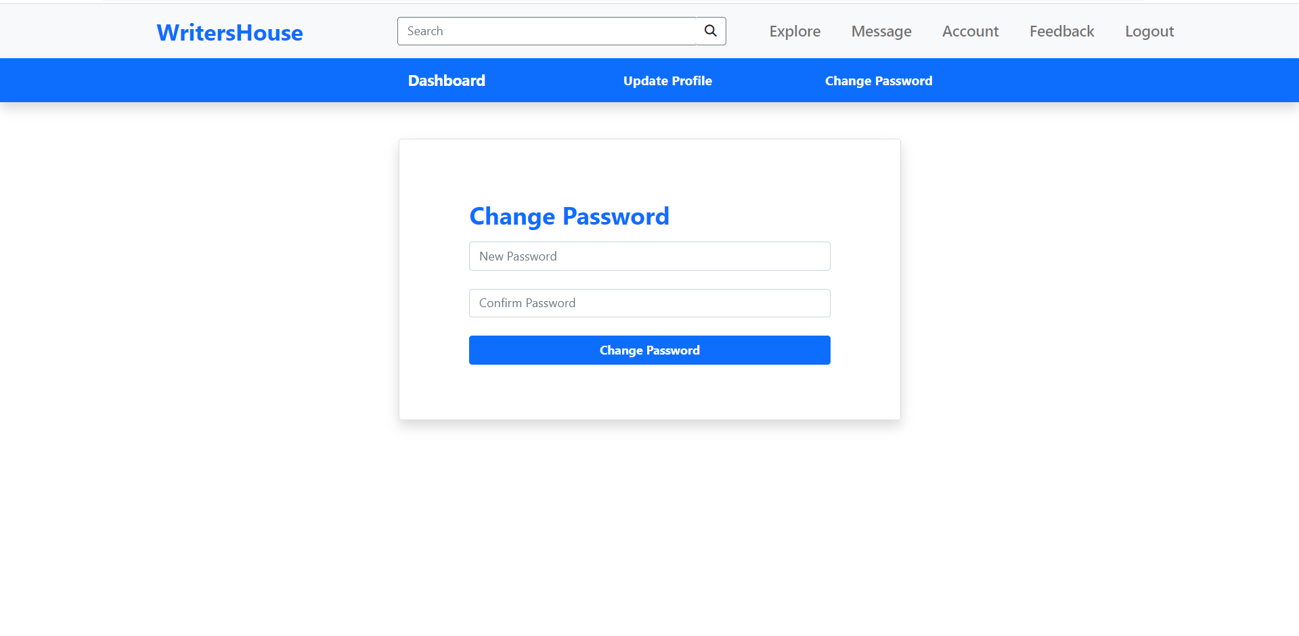 WritersHouse Search Explore Message Account Feedback Logout
Dashboard Update Profile Change Password
Change Password
New Password
Confirm Password
Change Password